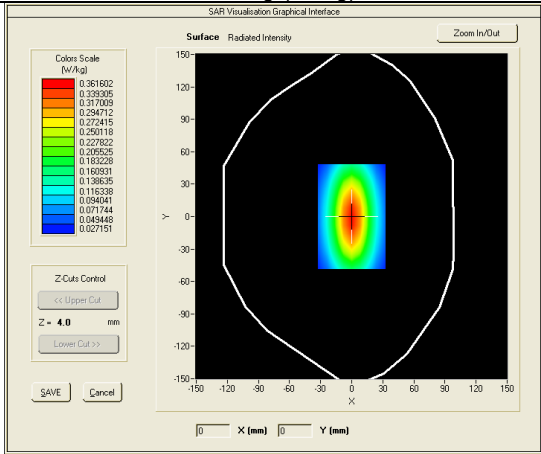 SAR Visualisation Graphical Interface
Surface Radiated Intensity
Zoom In/Out
Colors Scale
(W/kg)
0.361602
0.339305
0.317009
0.294712
0.272415
0.250118
0.227822
0.205525
0.183228
0.160931
0.138635
0.116338
0.094041
0.071744
0.049448
0.027151
Z-Cuts Control
<< Upper Cut
Z = 4.0 mm
Lower Cut >>
SAVE Cancel
150
120
90
60
30
0
-30
-60
-90
-120
-150
Y
-150 -120 -90 -60 -30 0 30 60 90 120 150
X
0 X (mm) 0 Y (mm)